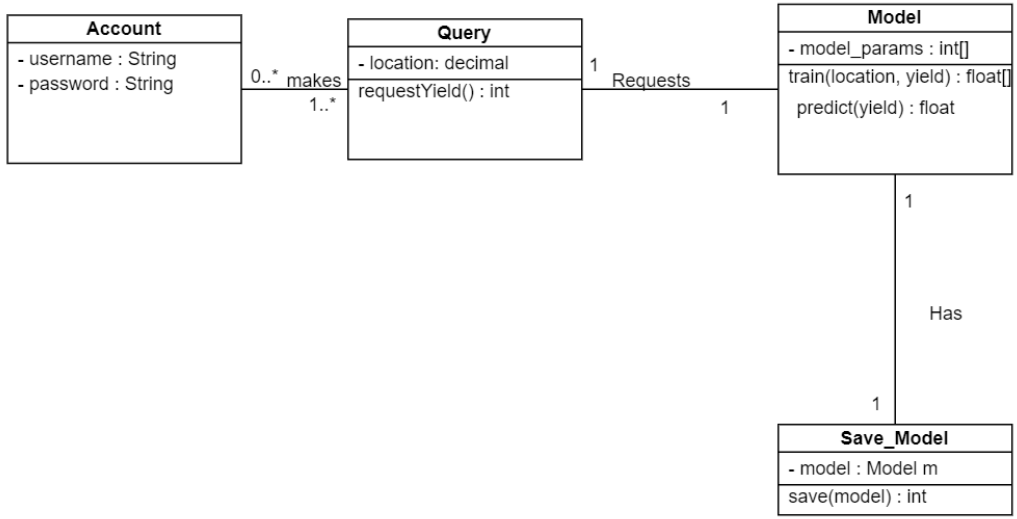 Account
- username : String
- password : String
0..* makes
1..*
Query
- location: decimal
requestYield() : int
1
Requests
1
Model
- model_params : int[]
train(location, yield) : float[]
predict(yield) : float
1
Has
1
Save_Model
- model : Model m
save(model) : int